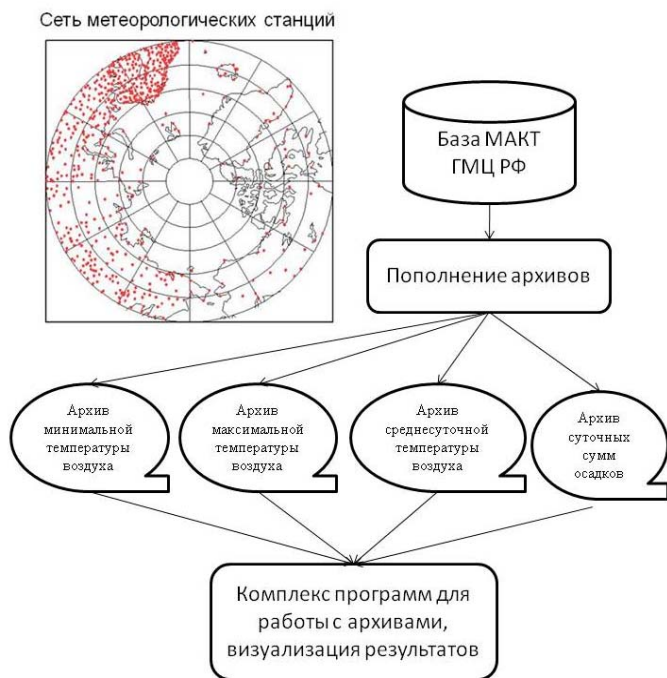 Сеть метеорологических станций
База МАКТ
ГМЦ РФ
Пополнение архивов
Архив
минимальной
температуры
воздуха
Архив
максимальной
температуры
воздуха
Архив
среднесуточной
температуры
воздуха
Архив
суточных
сумм
осадков
Комплекс программ для
работы с архивами,
визуализация результатов